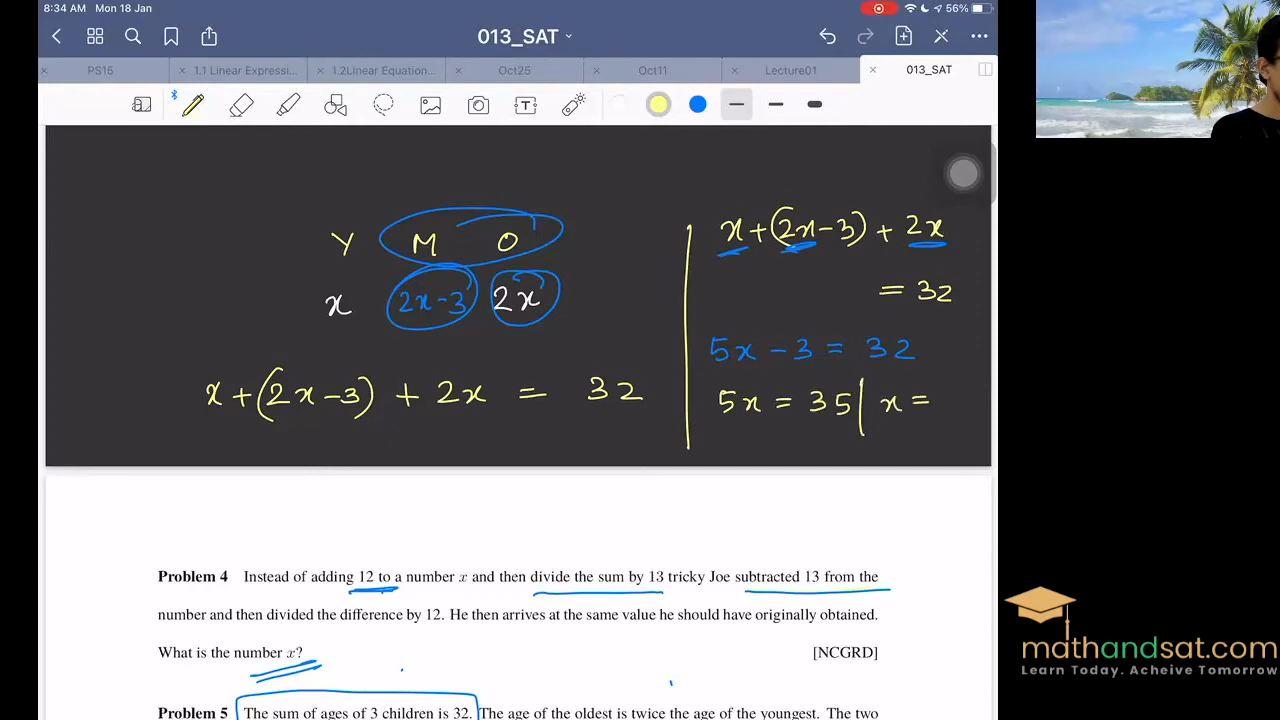 8:34 AM Mon 18 Jan
56%
013_SAT
PS16
1.1 Linear Expressi...
1.2Linear Equation...
Oct25
Oct11
Lecture01
013_SAT
Y M O
x 2x-3 2x
x + (2x - 3) + 2x = 32
x + (2x - 3) + 2x
= 32
5x - 3 = 32
5x = 35 | x =
Problem 4 Instead of adding 12 to a number x and then divide the sum by 13 tricky Joe subtracted 13 from the
number and then divided the difference by 12. He then arrives at the same value he should have originally obtained.
What is the number x? [NCGRD]
Problem 5 The sum of ages of 3 children is 32. The age of the oldest is twice the age of the youngest. The two
mathandsat.com
Learn Today. Acheive Tomorrow